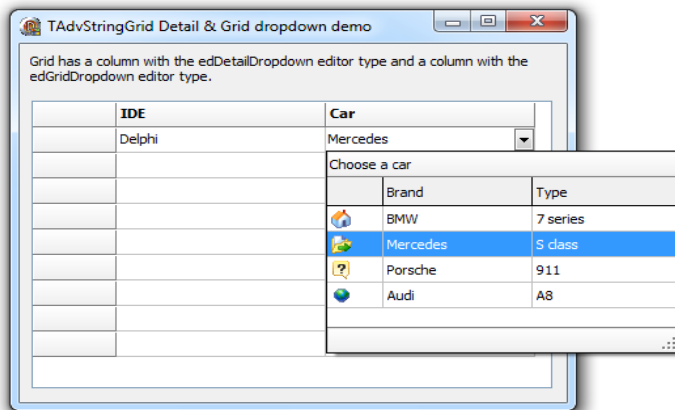 TAdvStringGrid Detail & Grid dropdown demo
Grid has a column with the edDetailDropdown editor type and a column with the
edGridDropdown editor type.
IDE Car
Delphi Mercedes
Choose a car
Brand Type
BMW 7 series
Mercedes S class
Porsche 911
Audi A8